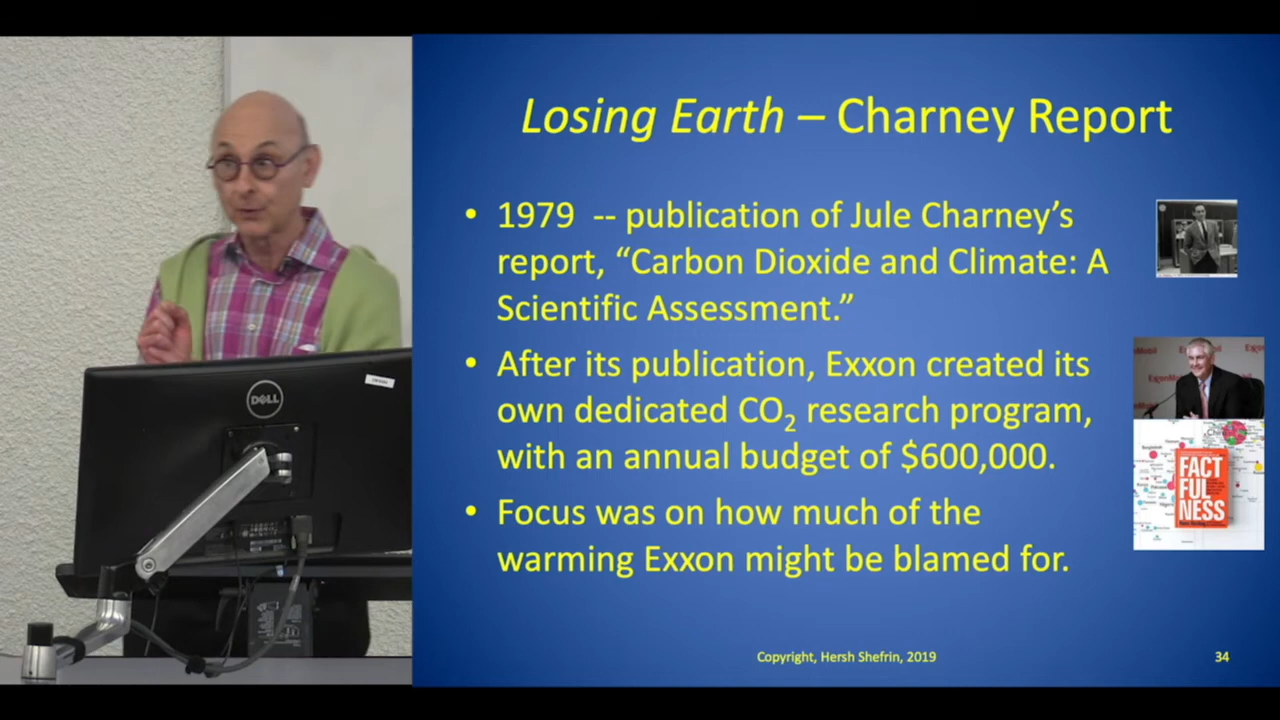 Losing Earth – Charney Report
• 1979 -- publication of Jule Charney’s
report, “Carbon Dioxide and Climate: A
Scientific Assessment.”
• After its publication, Exxon created its
own dedicated CO₂ research program,
with an annual budget of $600,000.
• Focus was on how much of the
warming Exxon might be blamed for.
FACT
FUL
NESS
DELL
Copyright, Hersh Shefrin, 2019
34